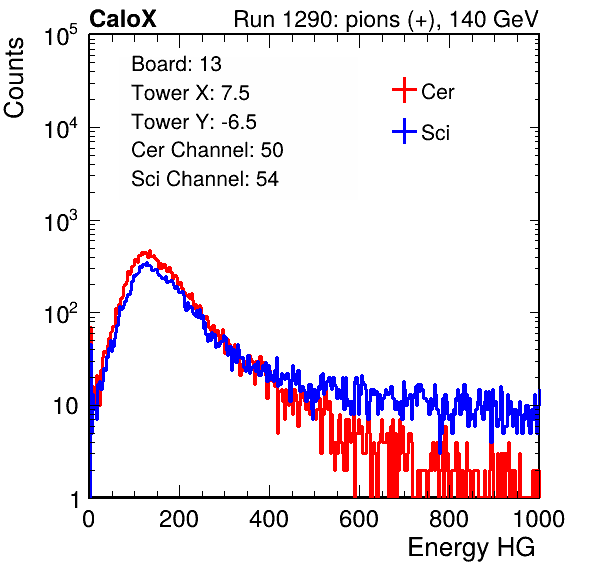 CaloX Run 1290: pions (+), 140 GeV
Counts
10^5
10^4
10^3
10^2
10
1
Board: 13
Tower X: 7.5
Tower Y: -6.5
Cer Channel: 50
Sci Channel: 54
Cer
Sci
0 200 400 600 800 1000
Energy HG